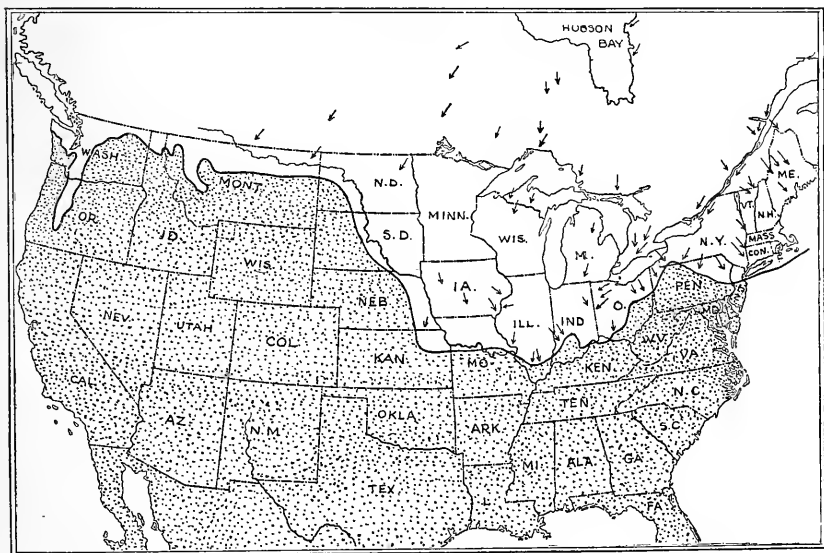 HUDSON
BAY
WASH.
MONT.
N.D.
MINN.
ME.
VT.
N.H.
OR.
ID.
S.D.
WIS.
M.
N.Y.
MASS
CON.
WIS.
IA.
NEB.
PEN.
NEV.
UTAH
COL.
ILL.
IND
O.
MD.
KAN.
MO.
W.V.
VA.
KEN.
CAL.
AZ.
N.M.
OKLA.
ARK.
TEN.
N.C.
S.C.
TEX.
L.
MI.
ALA.
GA.
FA.